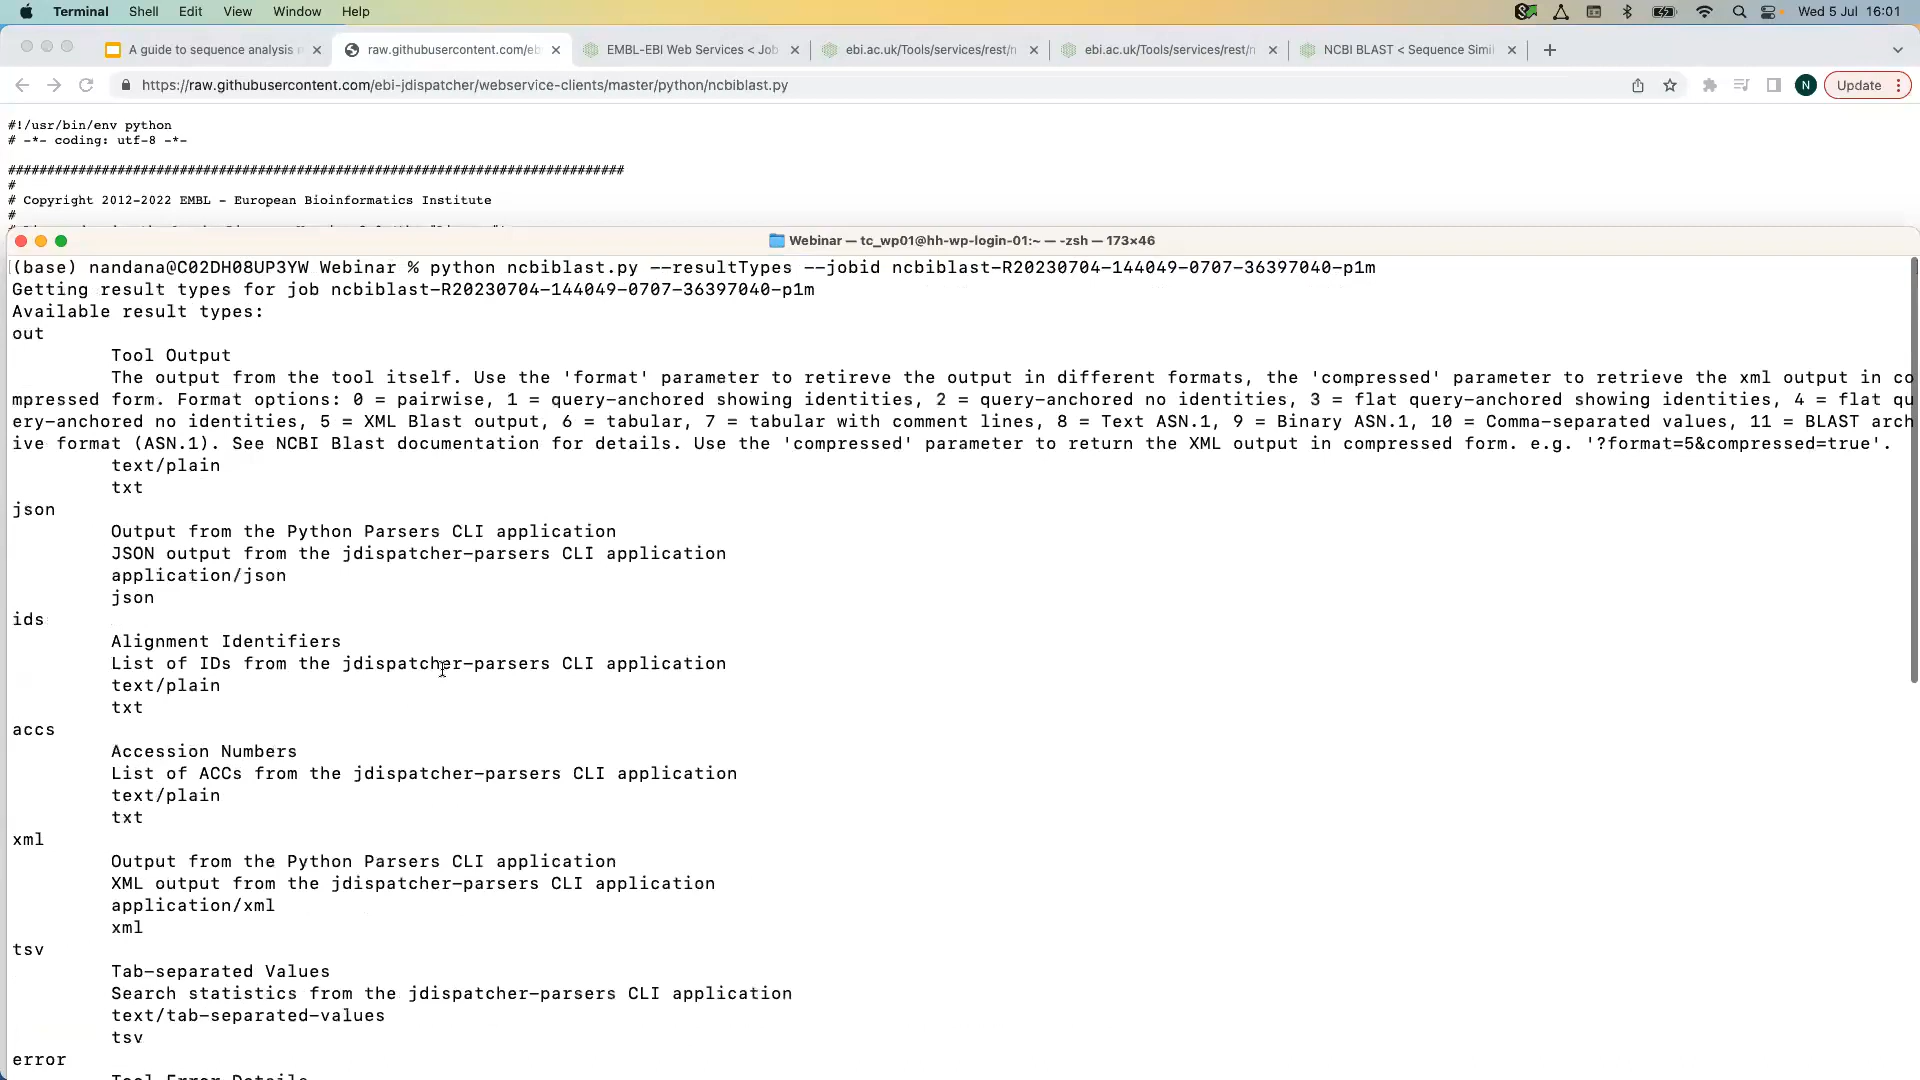 Terminal Shell Edit View Window Help Wed 5 Jul 16:01
A guide to sequence analysis raw.githubusercontent.com/eb EMBL-EBI Web Services < Job ebi.ac.uk/Tools/services/rest/n ebi.ac.uk/Tools/services/rest/n NCBI BLAST < Sequence Simil
https://raw.githubusercontent.com/ebi-jdispatcher/webservice-clients/master/python/ncbiblast.py N Update
#!/usr/bin/env python
# -*- coding: utf-8 -*-
###############################################################################
#
# Copyright 2012-2022 EMBL - European Bioinformatics Institute
#
Webinar — tc_wp01@hh-wp-login-01:~ — -zsh — 173×46
(base) nandana@C02DH08UP3YW Webinar % python ncbiblast.py --resultTypes --jobid ncbiblast-R20230704-144049-0707-36397040-p1m
Getting result types for job ncbiblast-R20230704-144049-0707-36397040-p1m
Available result types:
out
Tool Output
The output from the tool itself. Use the 'format' parameter to retireve the output in different formats, the 'compressed' parameter to retrieve the xml output in co
mpressed form. Format options: 0 = pairwise, 1 = query-anchored showing identities, 2 = query-anchored no identities, 3 = flat query-anchored showing identities, 4 = flat qu
ery-anchored no identities, 5 = XML Blast output, 6 = tabular, 7 = tabular with comment lines, 8 = Text ASN.1, 9 = Binary ASN.1, 10 = Comma-separated values, 11 = BLAST arch
ive format (ASN.1). See NCBI Blast documentation for details. Use the 'compressed' parameter to return the XML output in compressed form. e.g. '?format=5&compressed=true'.
text/plain
txt
json
Output from the Python Parsers CLI application
JSON output from the jdispatcher-parsers CLI application
application/json
json
ids
Alignment Identifiers
List of IDs from the jdispatcher-parsers CLI application
text/plain
txt
accs
Accession Numbers
List of ACCs from the jdispatcher-parsers CLI application
text/plain
txt
xml
Output from the Python Parsers CLI application
XML output from the jdispatcher-parsers CLI application
application/xml
xml
tsv
Tab-separated Values
Search statistics from the jdispatcher-parsers CLI application
text/tab-separated-values
tsv
error
Tool Error Details